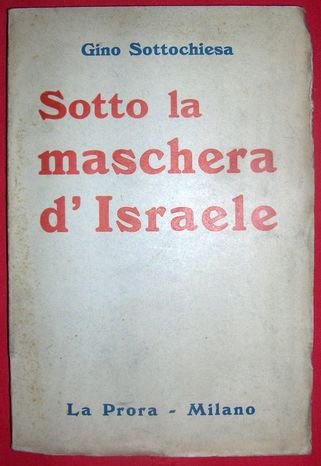 Gino Sottochiesa
Sotto la
maschera
d' Israele
La Prora - Milano